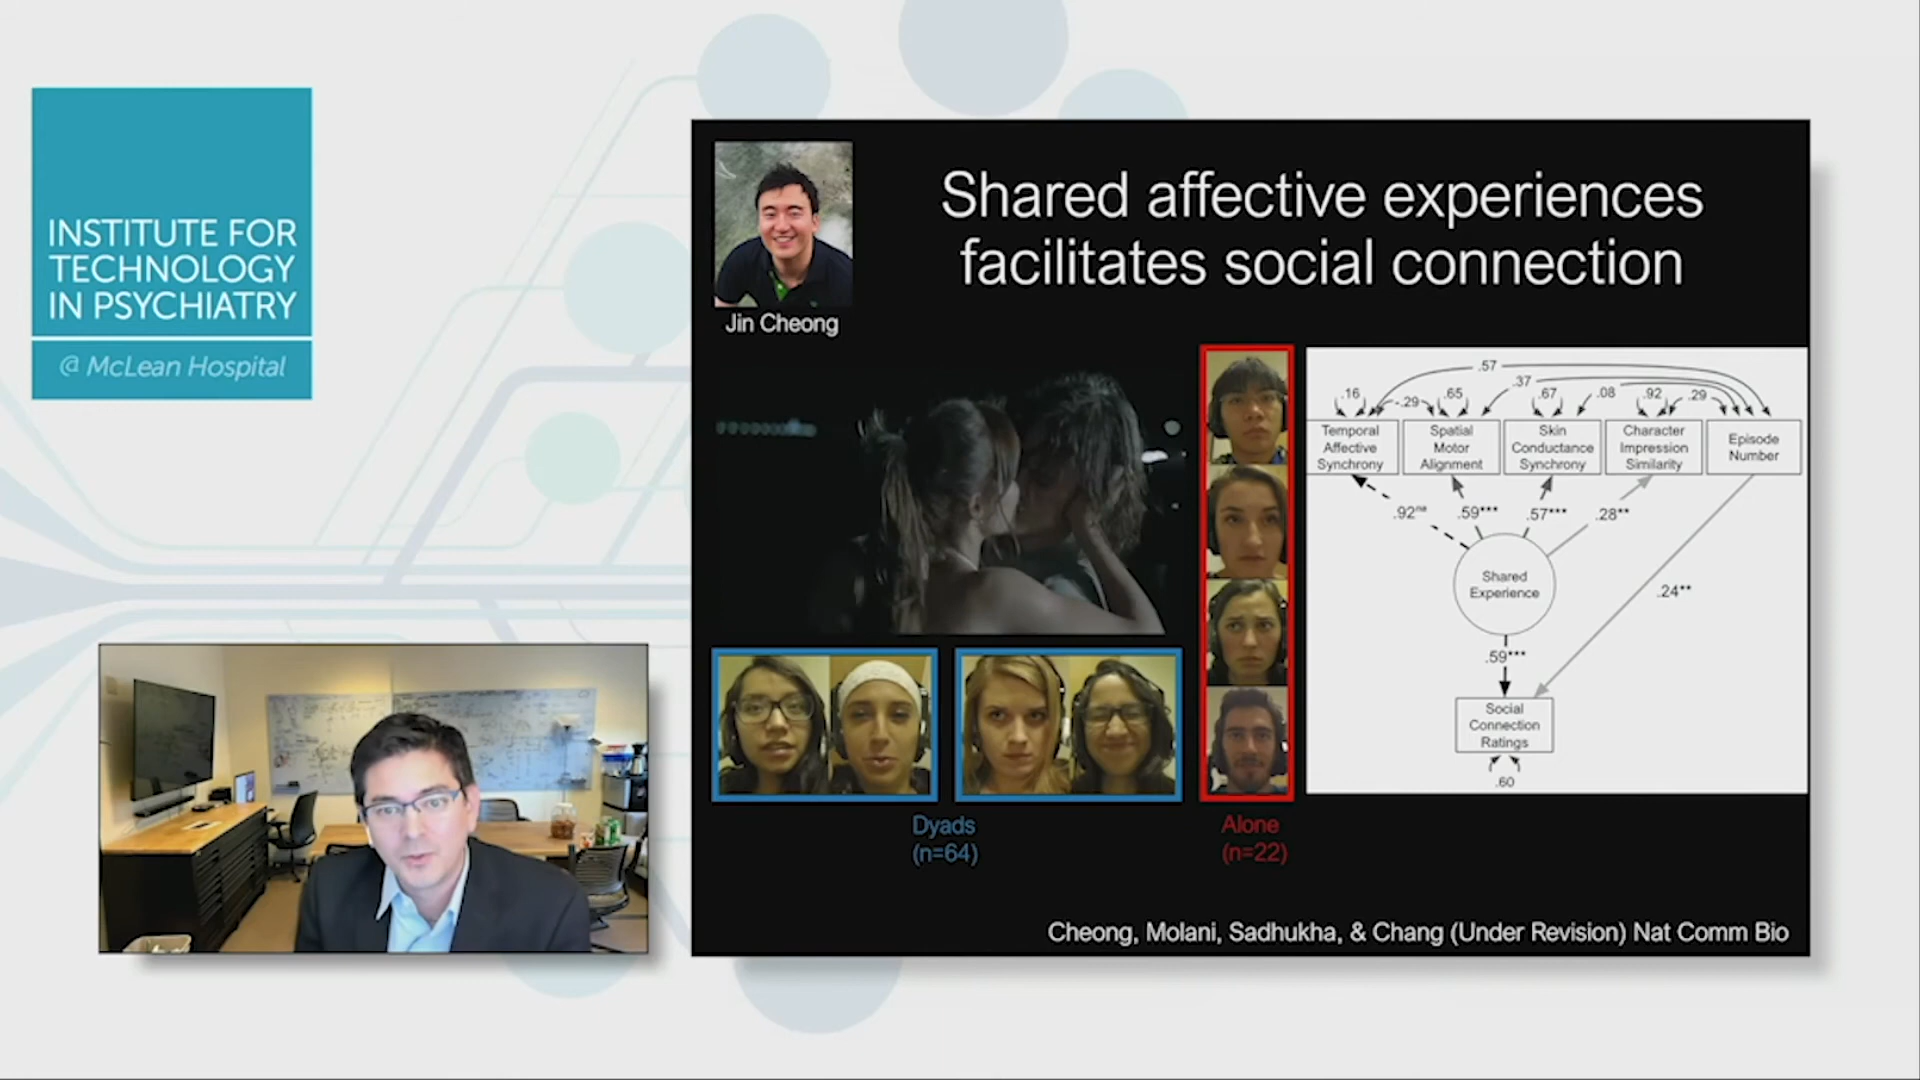 INSTITUTE FOR
TECHNOLOGY
IN PSYCHIATRY
@ McLean Hospital
Shared affective experiences
facilitates social connection
Jin Cheong
.57
.37
.16
-.29
.65
.67
.08
.92
.29
Temporal
Affective
Synchrony
Spatial
Motor
Alignment
Skin
Conductance
Synchrony
Character
Impression
Similarity
Episode
Number
.92ns
.59***
.57***
.28**
Shared
Experience
.24**
.59***
Social
Connection
Ratings
.60
Dyads
(n=64)
Alone
(n=22)
Cheong, Molani, Sadhukha, & Chang (Under Revision) Nat Comm Bio